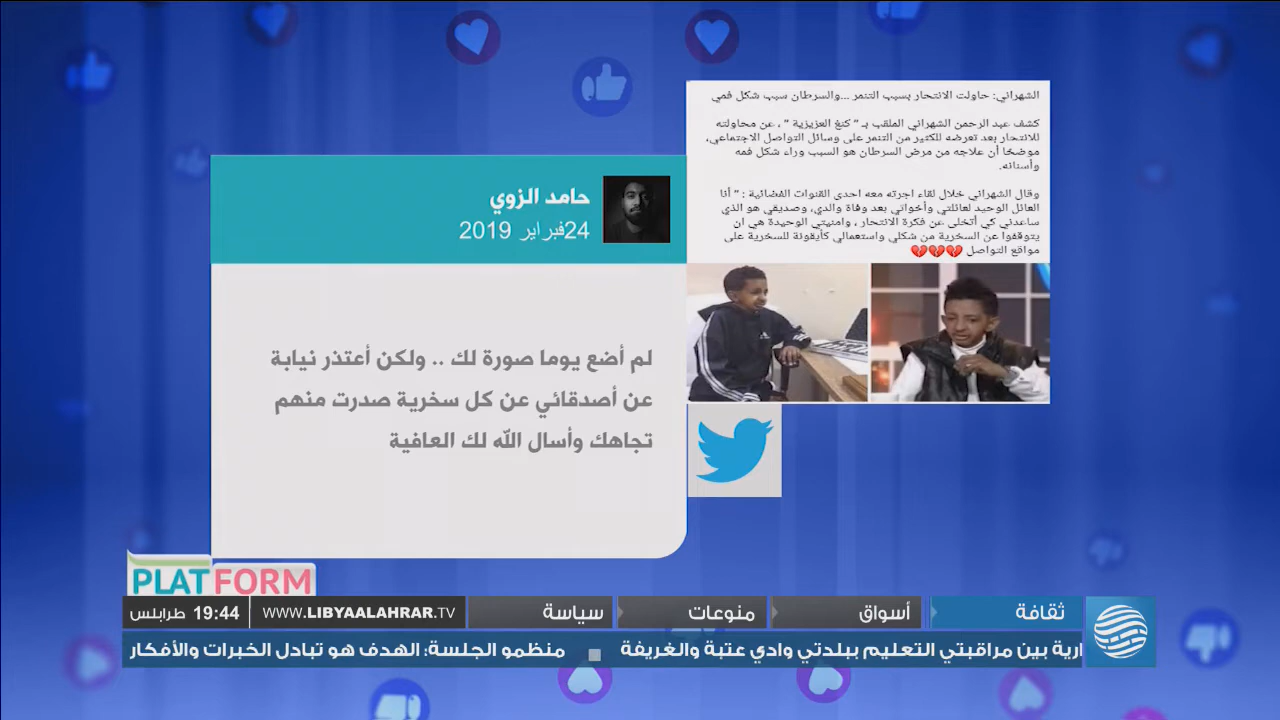 الشهراني: حاولت الانتحار بسبب التنمر ...والسرطان سبب شكل فمي
كشف عبد الرحمن الشهراني الملقب بـ " كنغ العزيزية " ، عن محاولته
للانتحار بعد تعرضه للكثير من التنمر على وسائل التواصل الاجتماعي،
موضحًا أن علاجه من مرض السرطان هو السبب وراء شكل فمه
وأسنانه.
وقال الشهراني خلال لقاء اجرته معه احدى القنوات الفضائية : " أنا
العائل الوحيد لعائلتي وأخواتي بعد وفاة والدي، وصديقي هو الذي
ساعدني كي أتخلى عن فكرة الانتحار ، وامنيتي الوحيدة هي ان
يتوقفوا عن السخرية من شكلي واستعمالي كأيقونة للسخرية على
مواقع التواصل 💔💔💔
حامد الزوي
24فبراير 2019
لم أضع يوما صورة لك .. ولكن أعتذر نيابة
عن أصدقائي عن كل سخرية صدرت منهم
تجاهك وأسال الله لك العافية
PLATFORM
ثقافة
أسواق
منوعات
سياسة
WWW.LIBYAALAHRAR.TV
19:44 طرابلس
ارية بين مراقبتي التعليم ببلدتي وادي عتبة والغريفة ■ منظمو الجلسة: الهدف هو تبادل الخبرات والأفكار